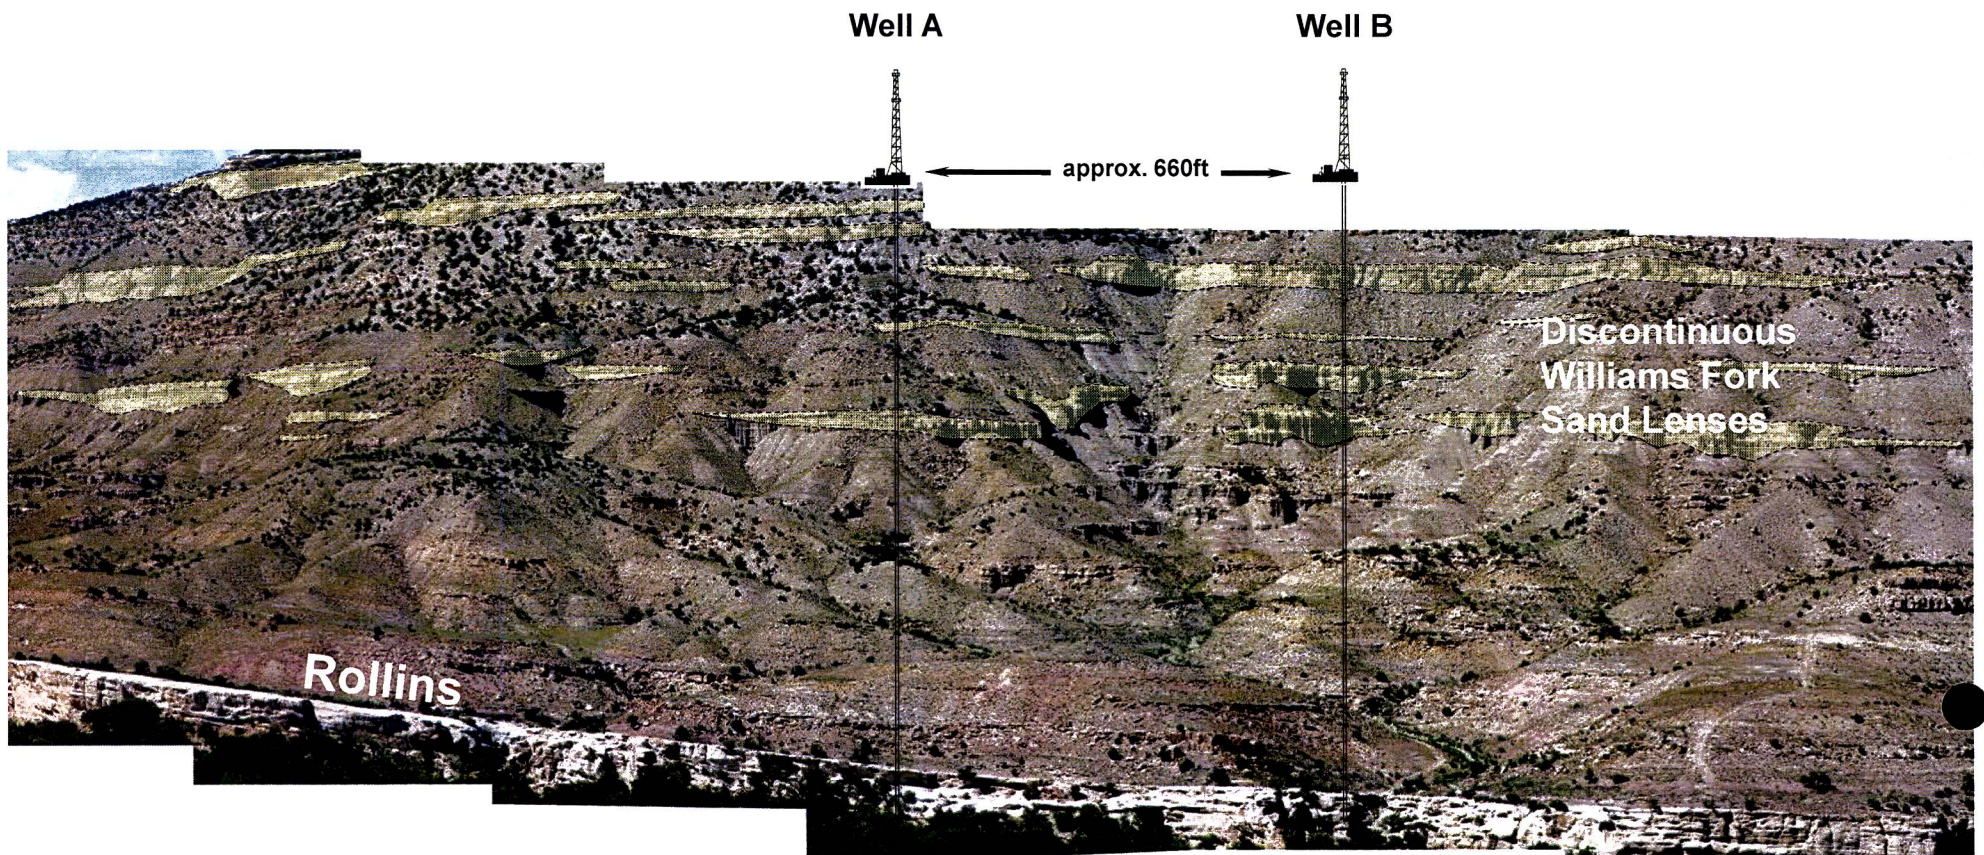 Well A
Well B
approx. 660ft
Discontinuous
Williams Fork
Sand Lenses
Rollins